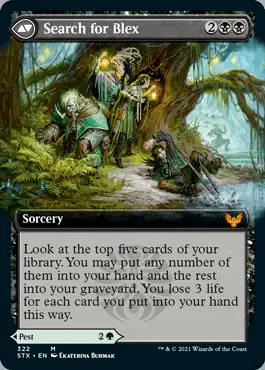 Search for Blex 2
Sorcery
Look at the top five cards of your
library. You may put any number of
them into your hand and the rest
into your graveyard. You lose 3 life
for each card you put into your hand
this way.
Pest 2
322 M
STX • EN EKATERINA BURMAK ™ & © 2021 Wizards of the Coast